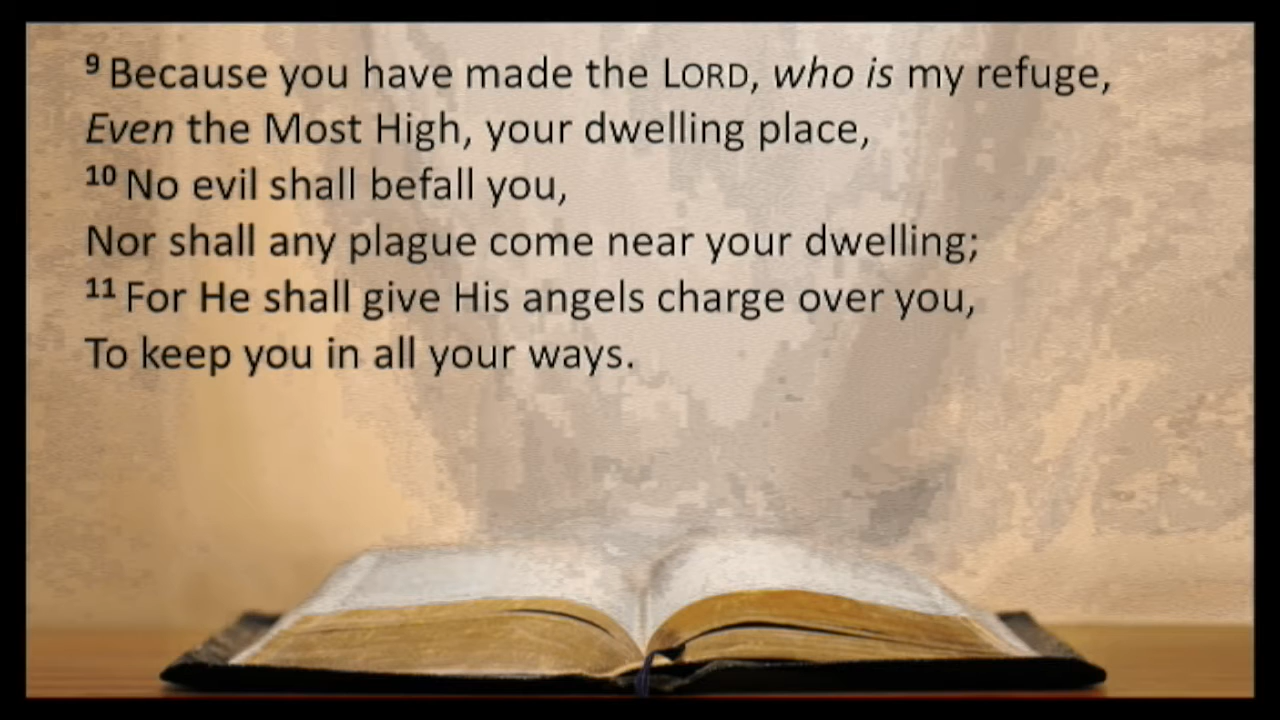 9 Because you have made the LORD, who is my refuge,
Even the Most High, your dwelling place,
10 No evil shall befall you,
Nor shall any plague come near your dwelling;
11 For He shall give His angels charge over you,
To keep you in all your ways.